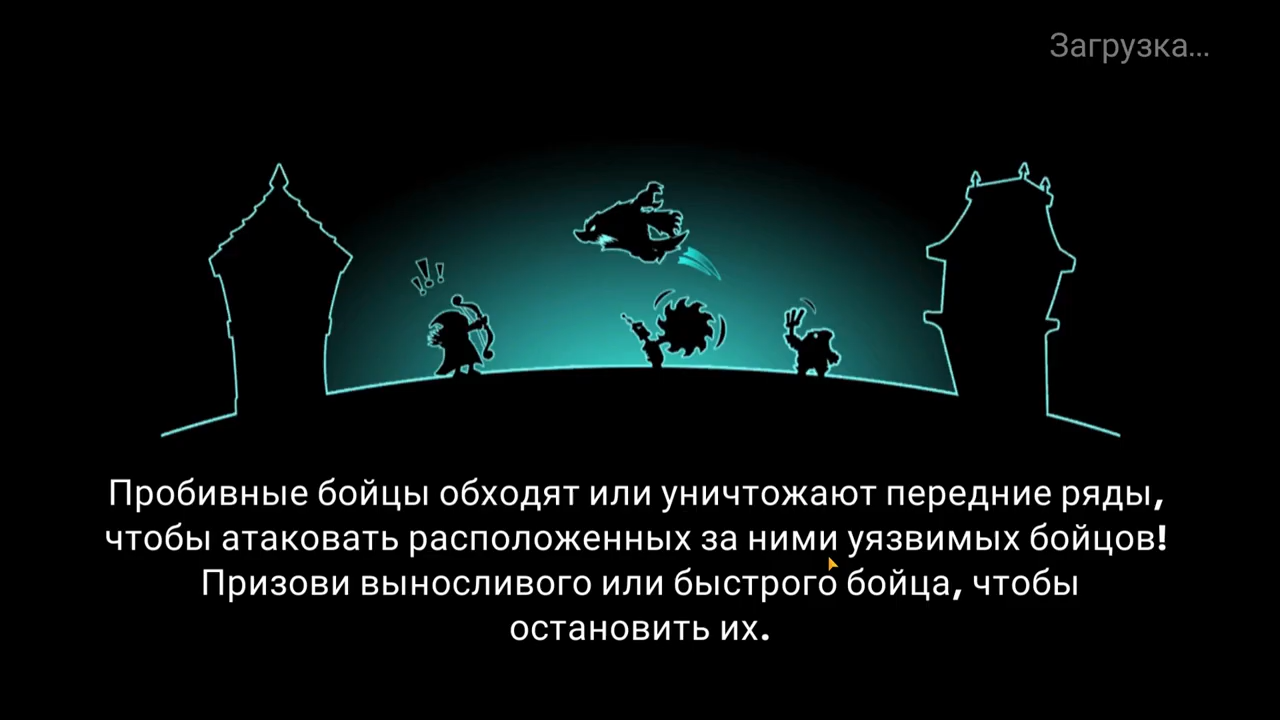 Загрузка...
!!!
Пробивные бойцы обходят или уничтожают передние ряды,
чтобы атаковать расположенных за ними уязвимых бойцов!
Призови выносливого или быстрого бойца, чтобы
остановить их.